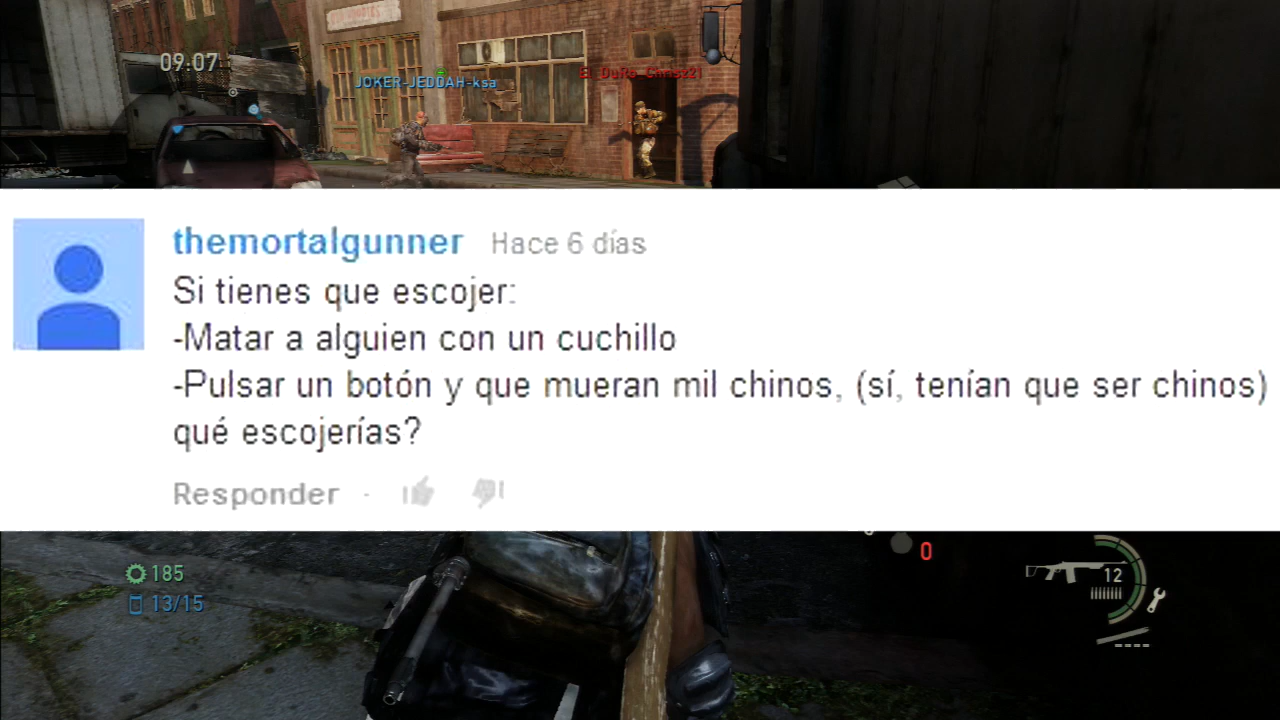 09:07
JOKER-JEDDAH-ksa
themortalgunner Hace 6 días
Si tienes que escojer:
-Matar a alguien con un cuchillo
-Pulsar un botón y que mueran mil chinos, (sí, tenían que ser chinos)
qué escojerías?
Responder
0
185
13/15
12